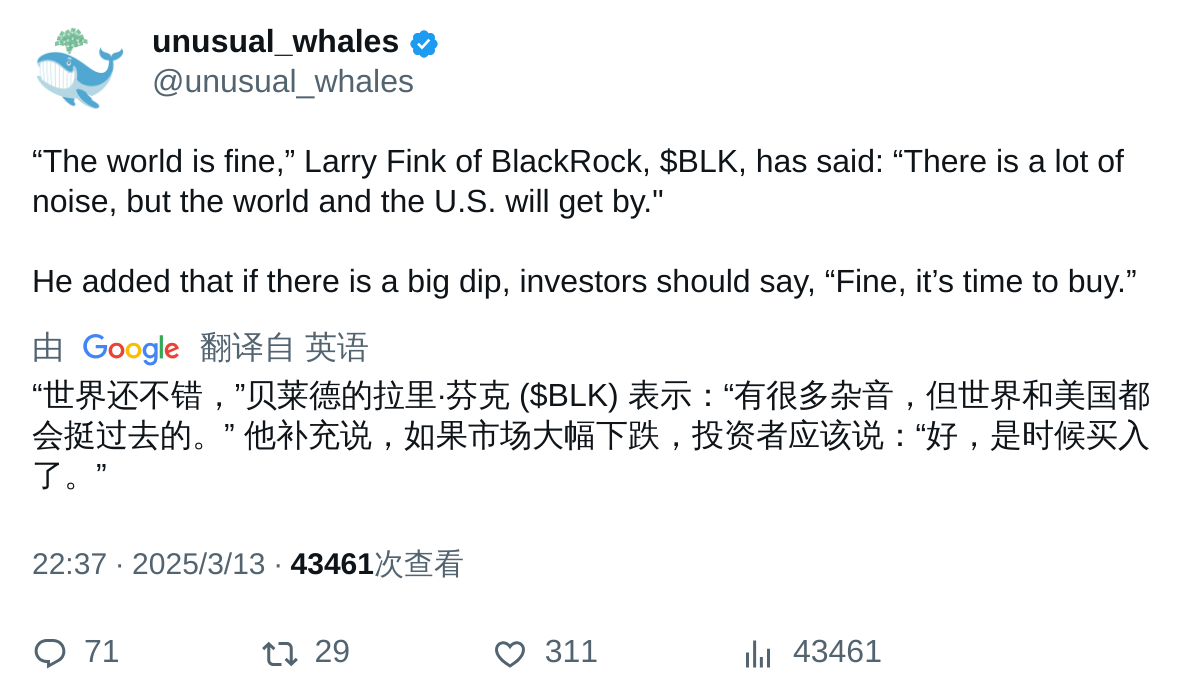 unusual_whales
@unusual_whales
“The world is fine,” Larry Fink of BlackRock, $BLK, has said: “There is a lot of
noise, but the world and the U.S. will get by."
He added that if there is a big dip, investors should say, “Fine, it’s time to buy.”
由 Google 翻译自 英语
“世界还不错，”贝莱德的拉里·芬克 ($BLK) 表示：“有很多杂音，但世界和美国都
会挺过去的。” 他补充说，如果市场大幅下跌，投资者应该说：“好，是时候买入
了。”
22:37 · 2025/3/13 · 43461次查看
71 29 311 43461